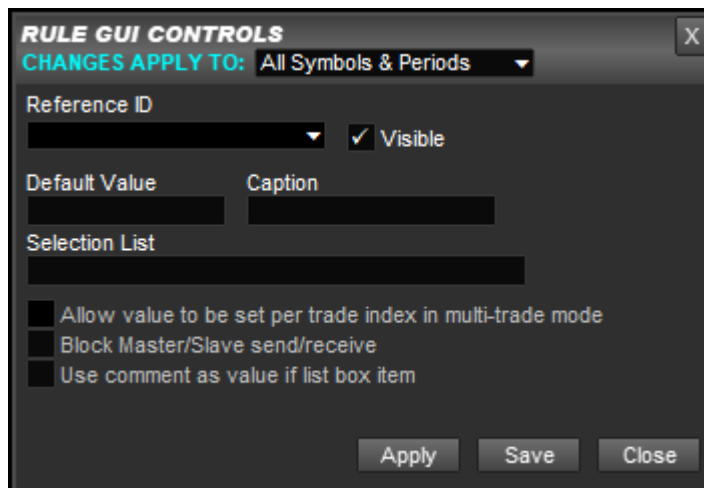 RULE GUI CONTROLS
X
CHANGES APPLY TO: All Symbols & Periods
Reference ID
Visible
Default Value Caption
Selection List
Allow value to be set per trade index in multi-trade mode
Block Master/Slave send/receive
Use comment as value if list box item
Apply Save Close